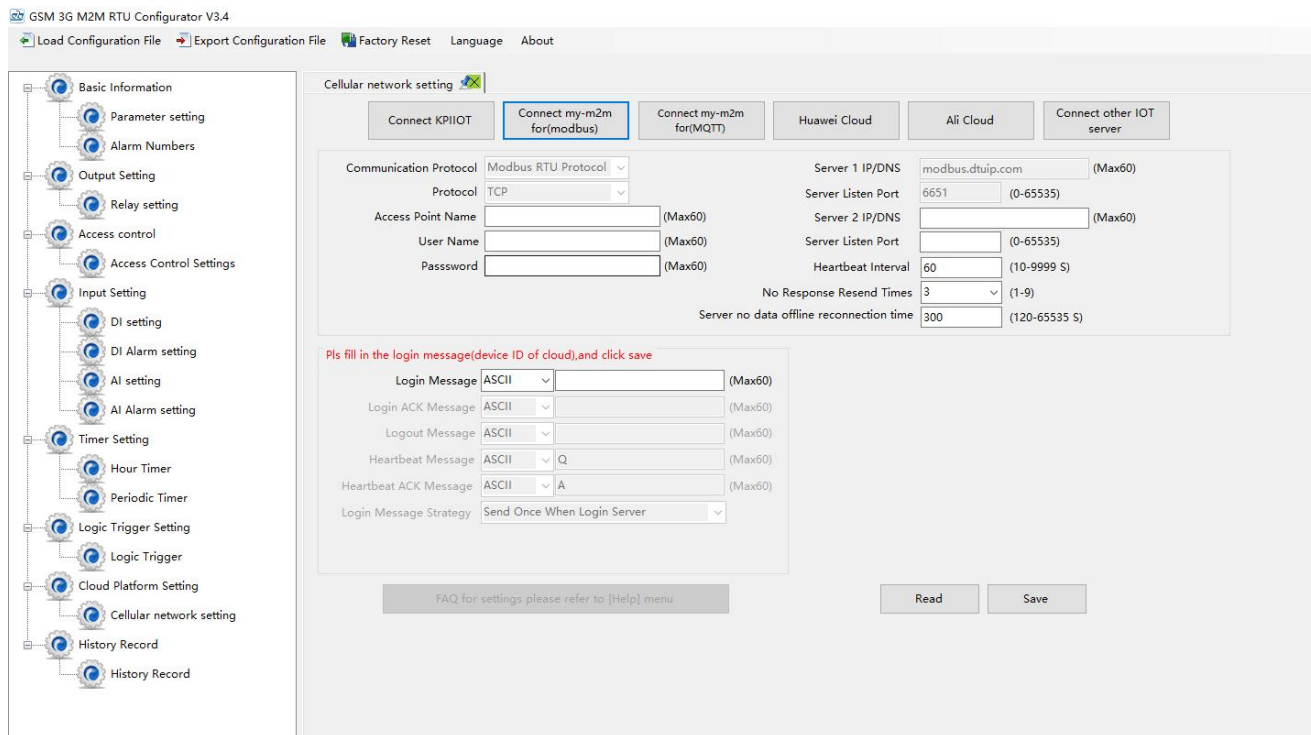 GSM 3G M2M RTU Configurator V3.4
Load Configuration File Export Configuration File Factory Reset Language About
Basic Information
Parameter setting
Alarm Numbers
Output Setting
Relay setting
Access control
Access Control Settings
Input Setting
DI setting
DI Alarm setting
AI setting
AI Alarm setting
Timer Setting
Hour Timer
Periodic Timer
Logic Trigger Setting
Logic Trigger
Cloud Platform Setting
Cellular network setting
History Record
History Record
Cellular network setting
Connect KPIIOT
Connect my-m2m
for(modbus)
Connect my-m2m
for(MQTT)
Huawei Cloud
Ali Cloud
Connect other IOT
server
Communication Protocol Modbus RTU Protocol
Protocol TCP
Access Point Name (Max60)
User Name (Max60)
Passsword (Max60)
Server 1 IP/DNS modbus.dtuip.com (Max60)
Server Listen Port 6651 (0-65535)
Server 2 IP/DNS (Max60)
Server Listen Port (0-65535)
Heartbeat Interval 60 (10-9999 S)
No Response Resend Times 3 (1-9)
Server no data offline reconnection time 300 (120-65535 S)
Pls fill in the login message(device ID of cloud),and click save
Login Message ASCII (Max60)
Login ACK Message ASCII (Max60)
Logout Message ASCII (Max60)
Heartbeat Message ASCII Q (Max60)
Heartbeat ACK Message ASCII A (Max60)
Login Message Strategy Send Once When Login Server
FAQ for settings please refer to [Help] menu
Read
Save